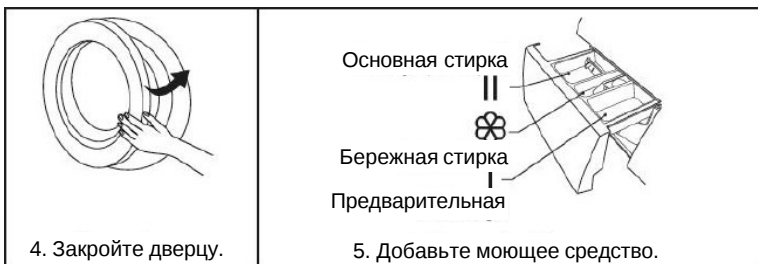 Основная стирка
II
Бережная стирка
I
Предварительная
4. Закройте дверцу.
5. Добавьте моющее средство.